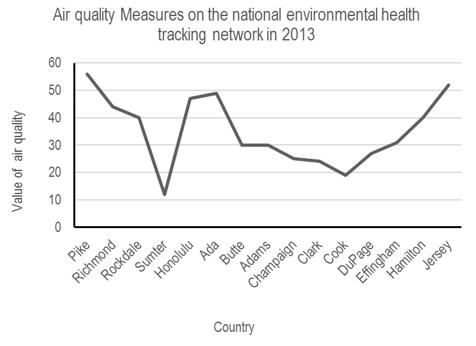 Air quality Measures on the national environmental health
tracking network in 2013
Value of air quality
60
50
40
30
20
10
0
Pike
Richmond
Rockdale
Sumter
Honolulu
Ada
Butte
Adams
Champaign
Clark
Cook
DuPage
Effingham
Hamilton
Jersey
Country